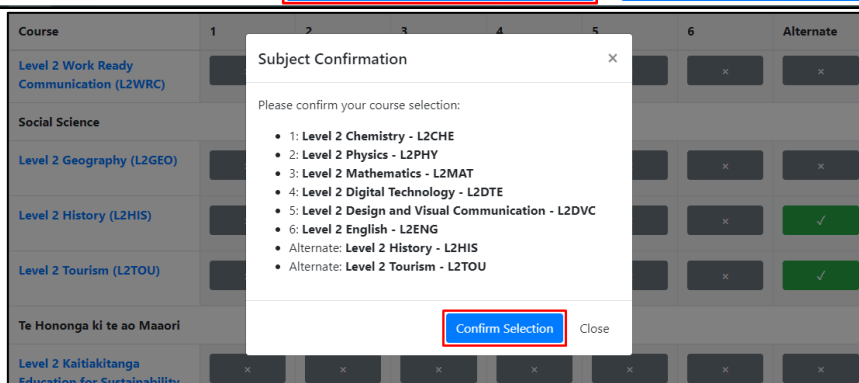 Course 1 2 3 4 5 6 Alternate
Level 2 Work Ready
Communication (L2WRC)
Social Science
Level 2 Geography (L2GEO)
Level 2 History (L2HIS)
Level 2 Tourism (L2TOU)
Te Hononga ki te ao Maaori
Level 2 Kaitiakitanga
Education for Sustainability
Subject Confirmation ×
Please confirm your course selection:
• 1: Level 2 Chemistry - L2CHE
• 2: Level 2 Physics - L2PHY
• 3: Level 2 Mathematics - L2MAT
• 4: Level 2 Digital Technology - L2DTE
• 5: Level 2 Design and Visual Communication - L2DVC
• 6: Level 2 English - L2ENG
• Alternate: Level 2 History - L2HIS
• Alternate: Level 2 Tourism - L2TOU
Confirm Selection Close